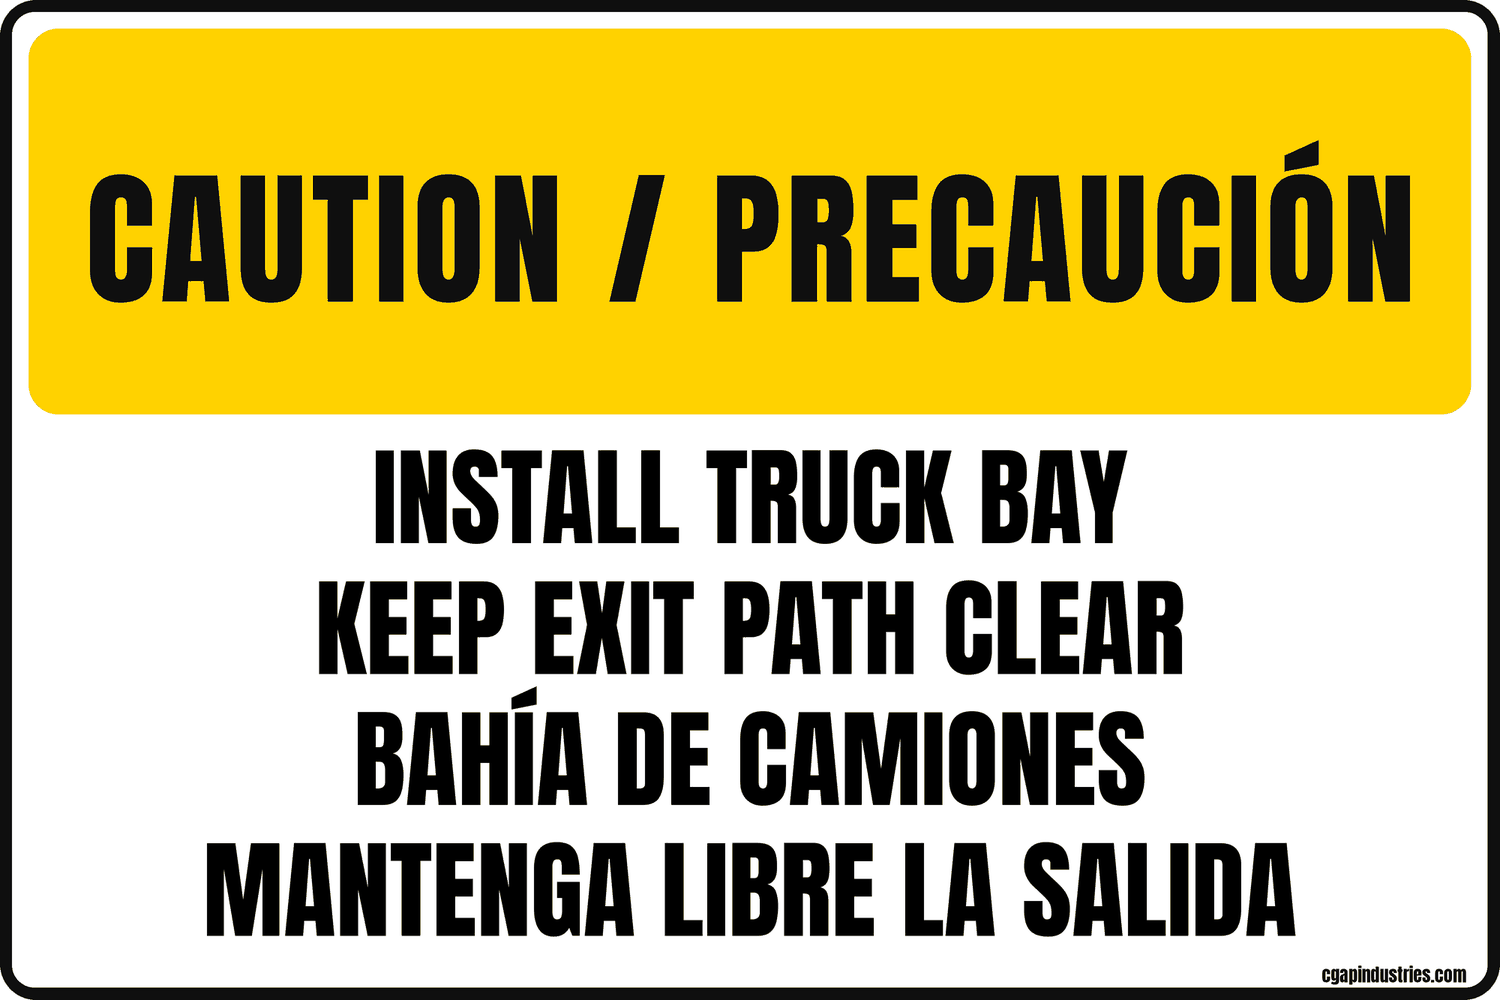 CAUTION / PRECAUCIÓN
INSTALL TRUCK BAY
KEEP EXIT PATH CLEAR
BAHÍA DE CAMIONES
MANTENGA LIBRE LA SALIDA
cgapindustries.com